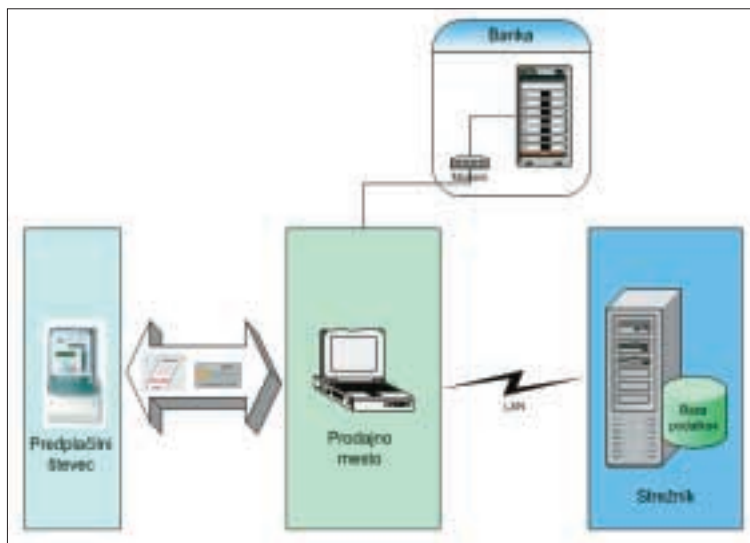 Banka
Modem
Predplačilni
števec
Prodajno
mesto
LAN
Baza
podatkov
Strežnik